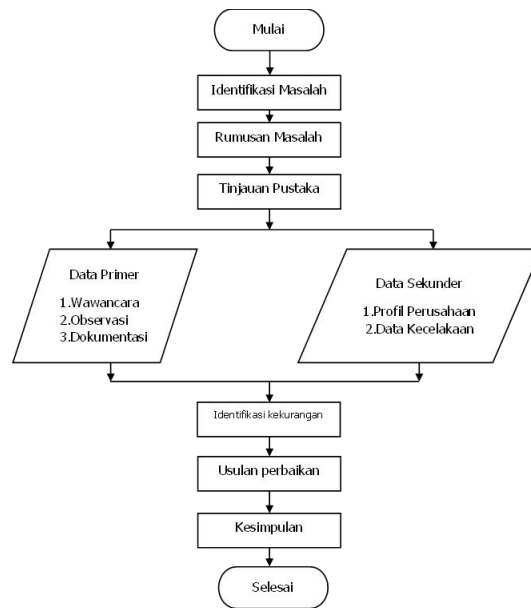 Mulai
Identifikasi Masalah
Rumusan Masalah
Tinjauan Pustaka
Data Primer
1.Wawancara
2.Observasi
3.Dokumentasi
Data Sekunder
1.Profil Perusahaan
2.Data Kecelakaan
Identifikasi kekurangan
Usulan perbaikan
Kesimpulan
Selesai